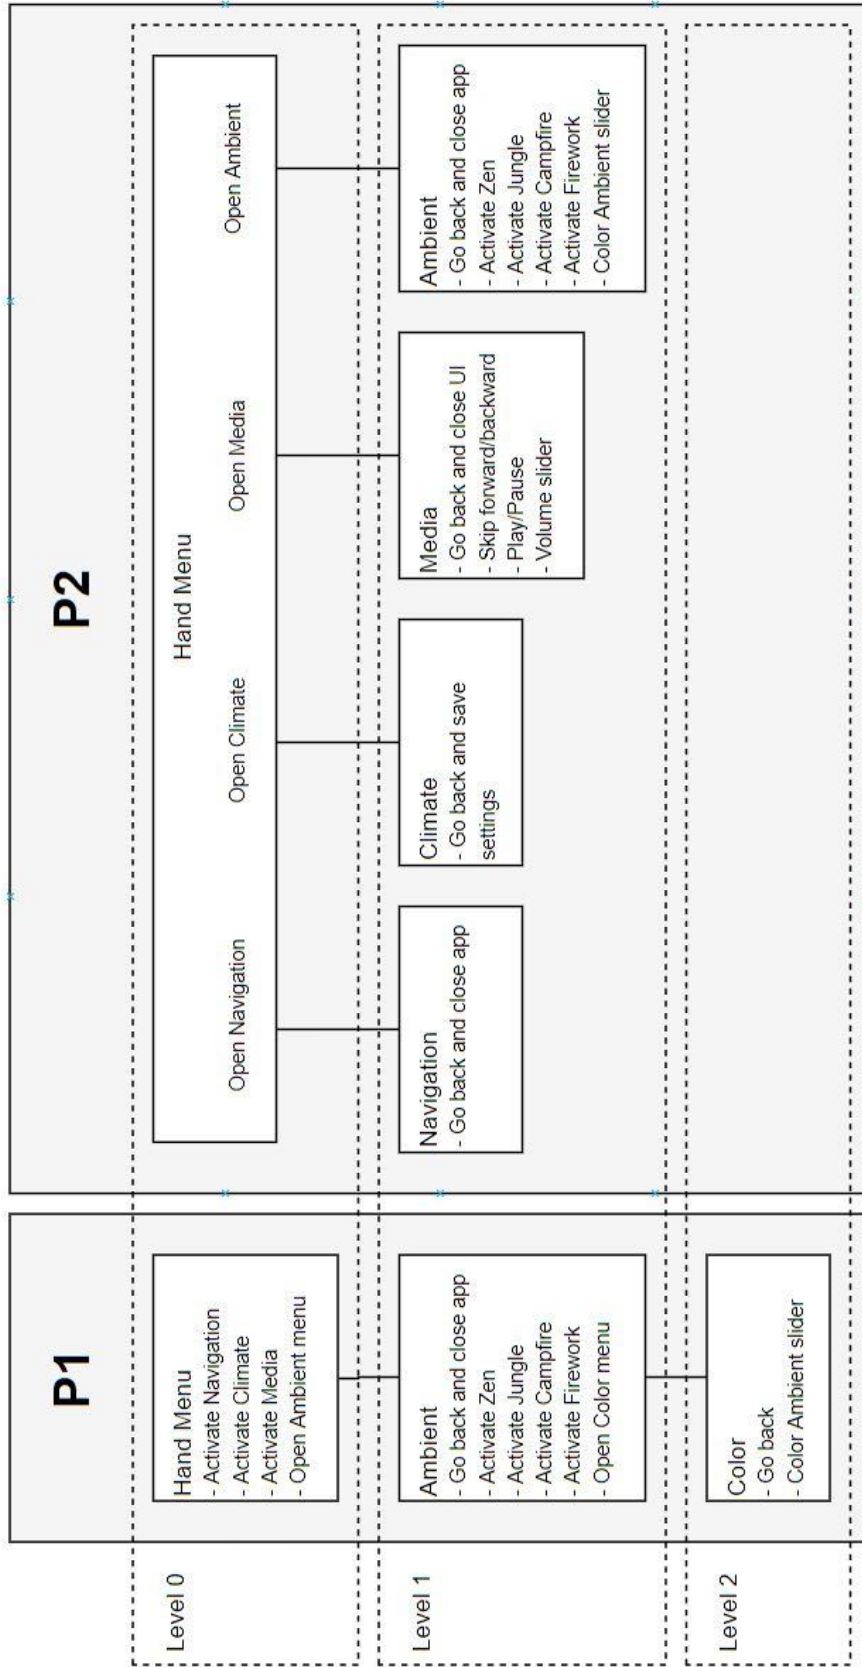 P1
P2
Level 0
Hand Menu
- Activate Navigation
- Activate Climate
- Activate Media
- Open Ambient menu
Hand Menu
Open Navigation
Open Climate
Open Media
Open Ambient
Level 1
Ambient
- Go back and close app
- Activate Zen
- Activate Jungle
- Activate Campfire
- Activate Firework
- Open Color menu
Navigation
- Go back and close app
Climate
- Go back and save
settings
Media
- Go back and close UI
- Skip forward/backward
- Play/Pause
- Volume slider
Ambient
- Go back and close app
- Activate Zen
- Activate Jungle
- Activate Campfire
- Activate Firework
- Color Ambient slider
Level 2
Color
- Go back
- Color Ambient slider